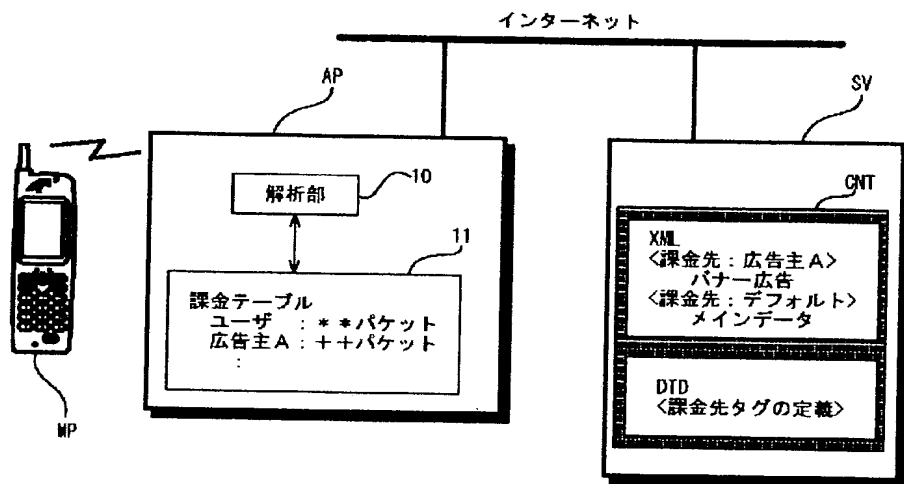 インターネット
AP
SV
解析部
10
CNT
11
課金テーブル
ユーザ :**パケット
広告主A:++パケット
:
XML
<課金先:広告主A>
バナー広告
<課金先:デフォルト>
メインデータ
DTD
<課金先タグの定義>
MP